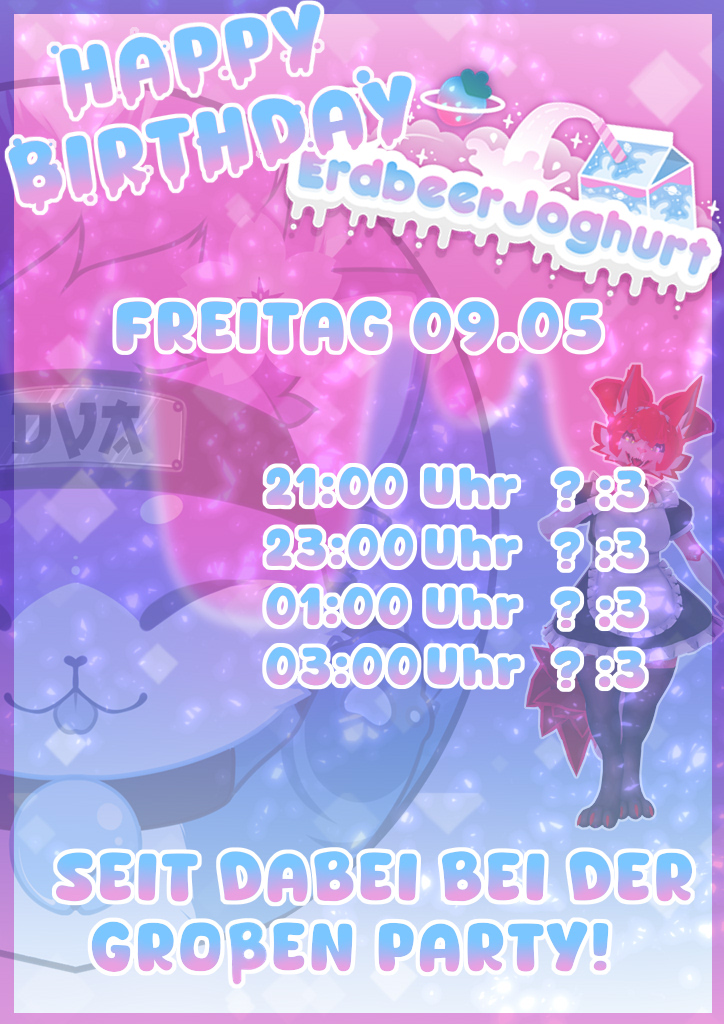 HAPPY
BIRTHDAY
ErdbeerJoghurt
FREITAG 09.05
DVA
21:00 Uhr ? :3
23:00 Uhr ? :3
01:00 Uhr ? :3
03:00 Uhr ? :3
SEIT DABEI BEI DER
GROßEN PARTY!